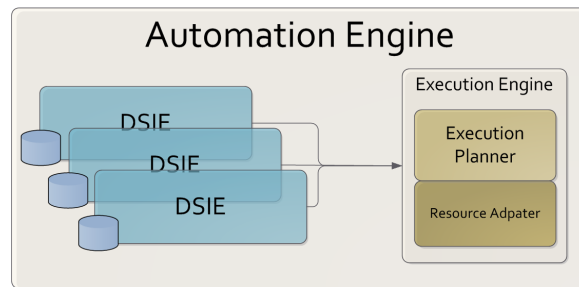 Automation Engine
DSIE
DSIE
DSIE
Execution Engine
Execution
Planner
Resource Adpater